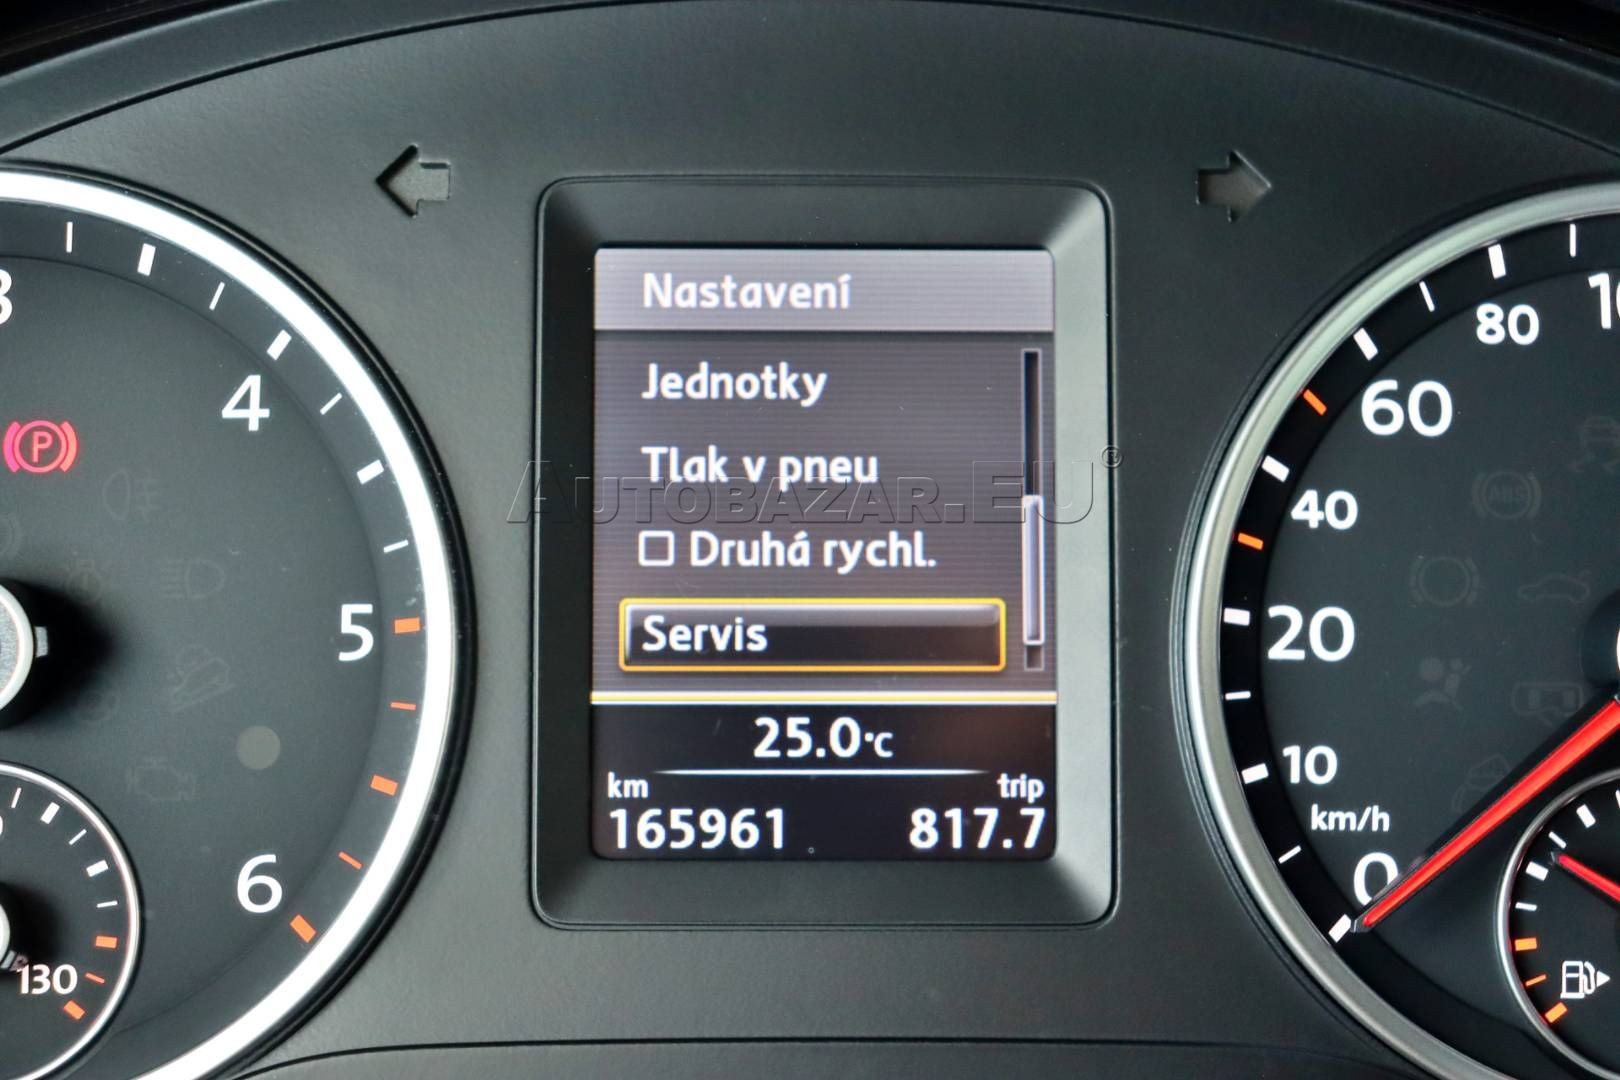 Nastavení
Jednotky
Tlak v pneu
Druhá rychl.
Servis
25.0°C
km trip
165961 817.7
AUTOBAZAR.EU®
4
5
6
130
P
80
60
40
20
10
km/h
0
ABS